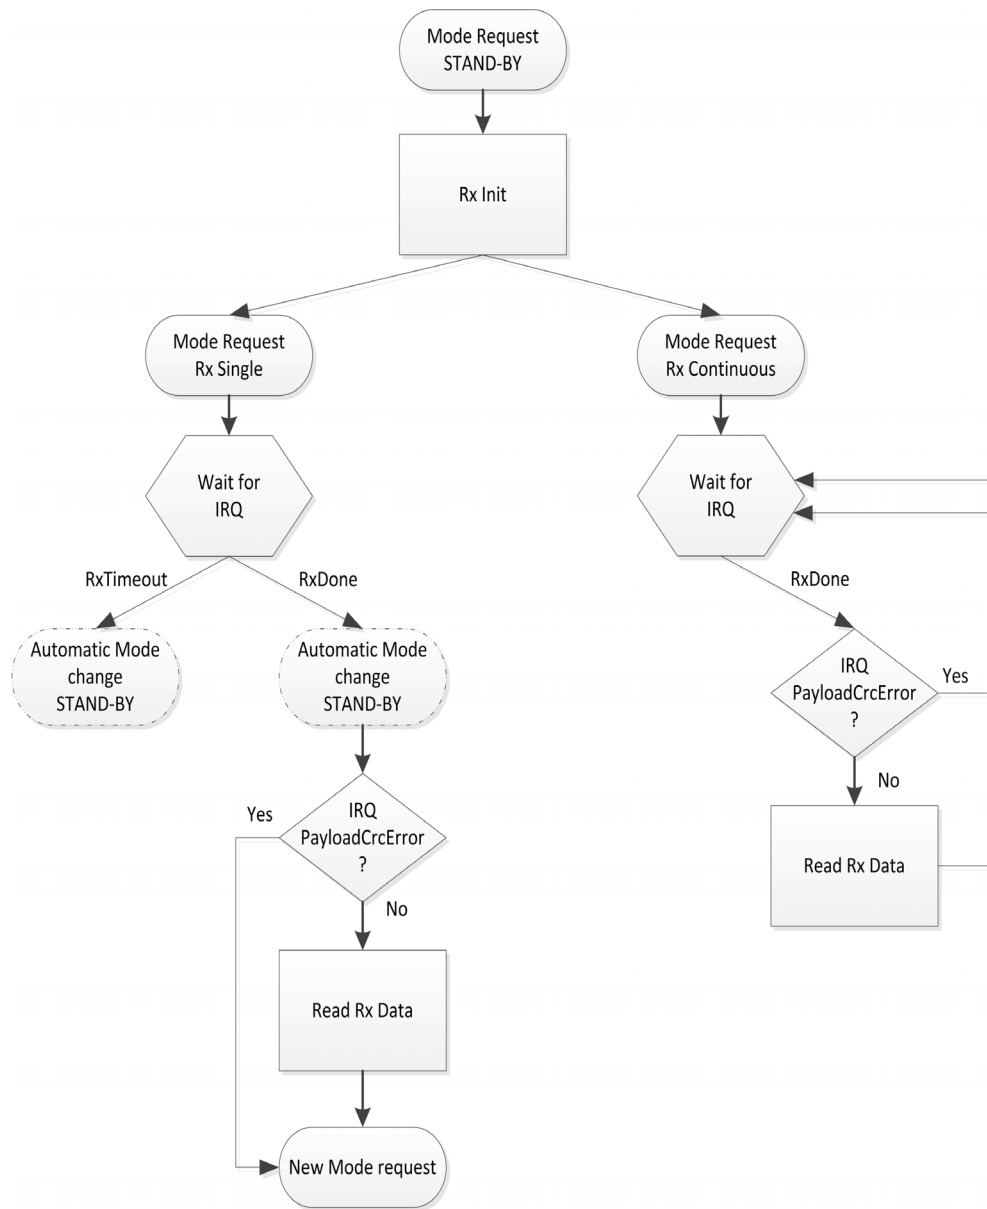 Mode Request
STAND-BY
Rx Init
Mode Request
Rx Single
Mode Request
Rx Continuous
Wait for
IRQ
Wait for
IRQ
RxTimeout
RxDone
RxDone
Automatic Mode
change
STAND-BY
Automatic Mode
change
STAND-BY
IRQ
PayloadCrcError
?
Yes
No
Read Rx Data
Yes
IRQ
PayloadCrcError
?
No
Read Rx Data
New Mode request